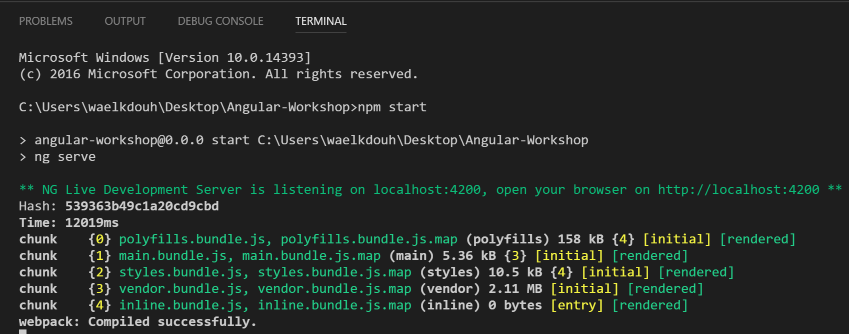 PROBLEMS OUTPUT DEBUG CONSOLE TERMINAL
Microsoft Windows [Version 10.0.14393]
(c) 2016 Microsoft Corporation. All rights reserved.
C:\Users\waelkdouh\Desktop\Angular-Workshop>npm start
> angular-workshop@0.0.0 start C:\Users\waelkdouh\Desktop\Angular-Workshop
> ng serve
** NG Live Development Server is listening on localhost:4200, open your browser on http://localhost:4200 **
Hash: 539363b49c1a20cd9cbd
Time: 12019ms
chunk    {0} polyfills.bundle.js, polyfills.bundle.js.map (polyfills) 158 kB {4} [initial] [rendered]
chunk    {1} main.bundle.js, main.bundle.js.map (main) 5.36 kB {3} [initial] [rendered]
chunk    {2} styles.bundle.js, styles.bundle.js.map (styles) 10.5 kB {4} [initial] [rendered]
chunk    {3} vendor.bundle.js, vendor.bundle.js.map (vendor) 2.11 MB [initial] [rendered]
chunk    {4} inline.bundle.js, inline.bundle.js.map (inline) 0 bytes [entry] [rendered]
webpack: Compiled successfully.